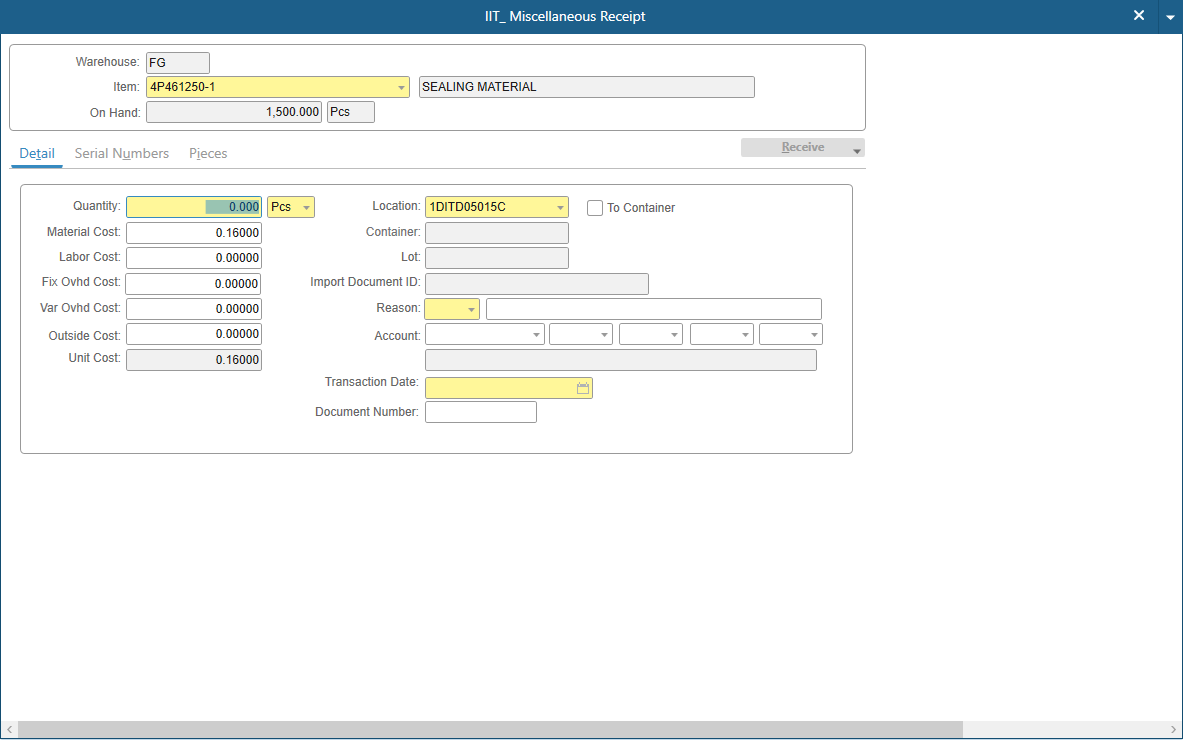 IIT_ Miscellaneous Receipt
Warehouse: FG
Item: 4P461250-1 SEALING MATERIAL
On Hand: 1,500.000 Pcs
Detail Serial Numbers Pieces Receive
Quantity: 0.000 Pcs Location: 1DITD05015C To Container
Material Cost: 0.16000 Container:
Labor Cost: 0.00000 Lot:
Fix Ovhd Cost: 0.00000 Import Document ID:
Var Ovhd Cost: 0.00000 Reason:
Outside Cost: 0.00000 Account:
Unit Cost: 0.16000
Transaction Date:
Document Number: